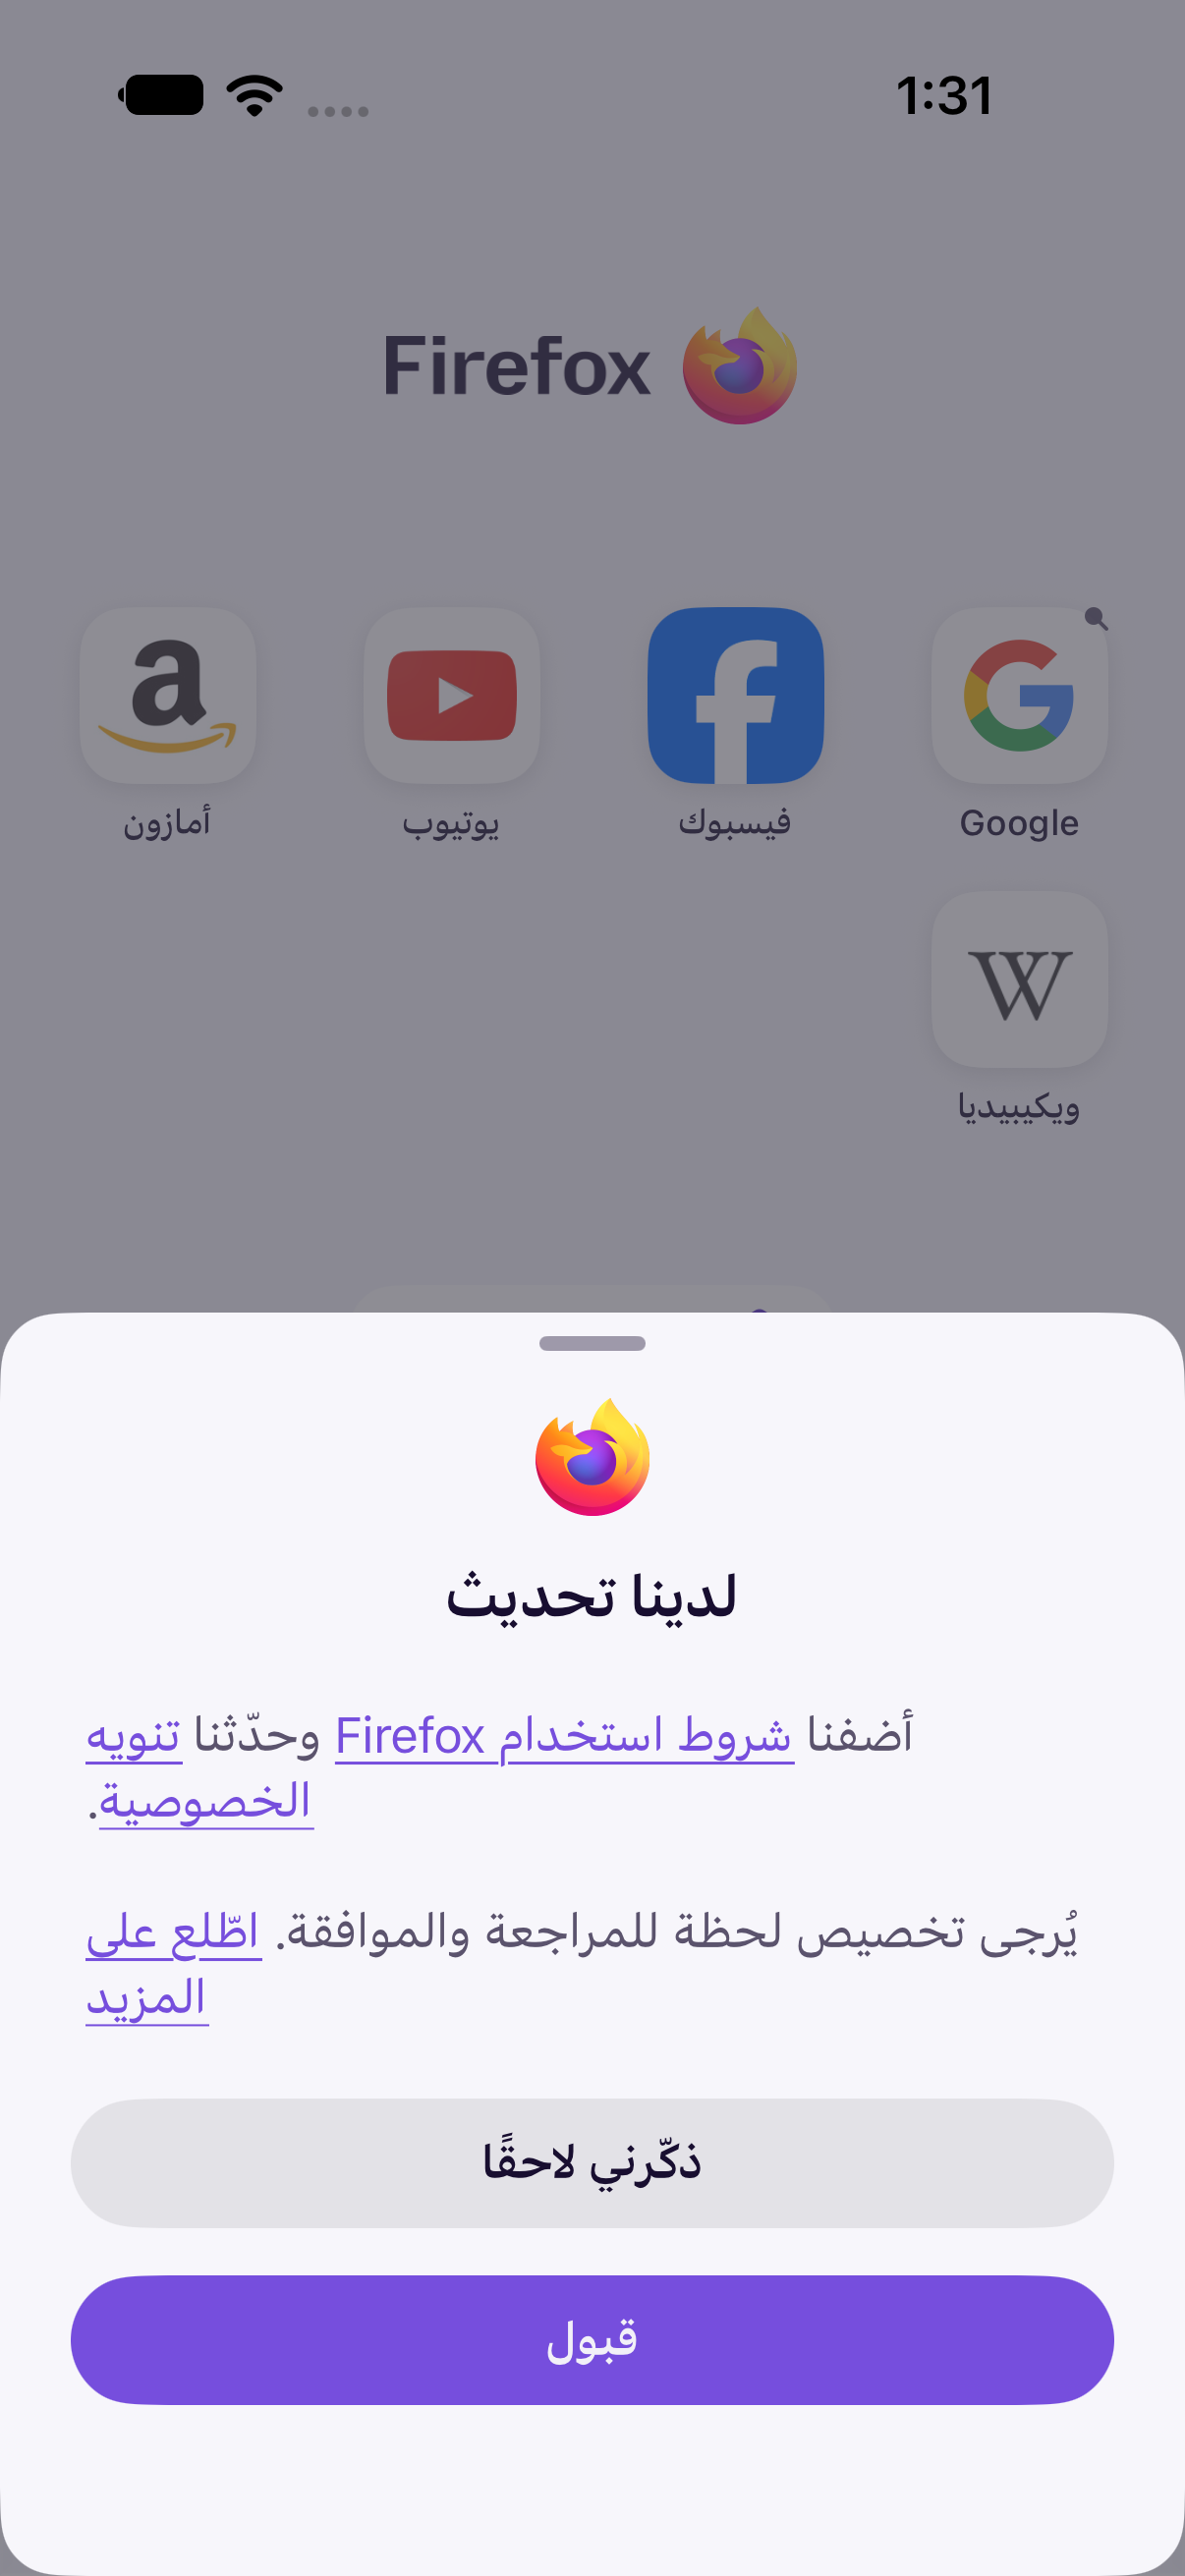 1:31
Firefox
Google
فيسبوك
يوتيوب
أمازون
ويكيبيديا
لدينا تحديث
أضفنا شروط استخدام Firefox وحدّثنا تنويه
الخصوصية.
يُرجى تخصيص لحظة للمراجعة والموافقة. اطّلع على
المزيد
ذكّرني لاحقًا
قبول